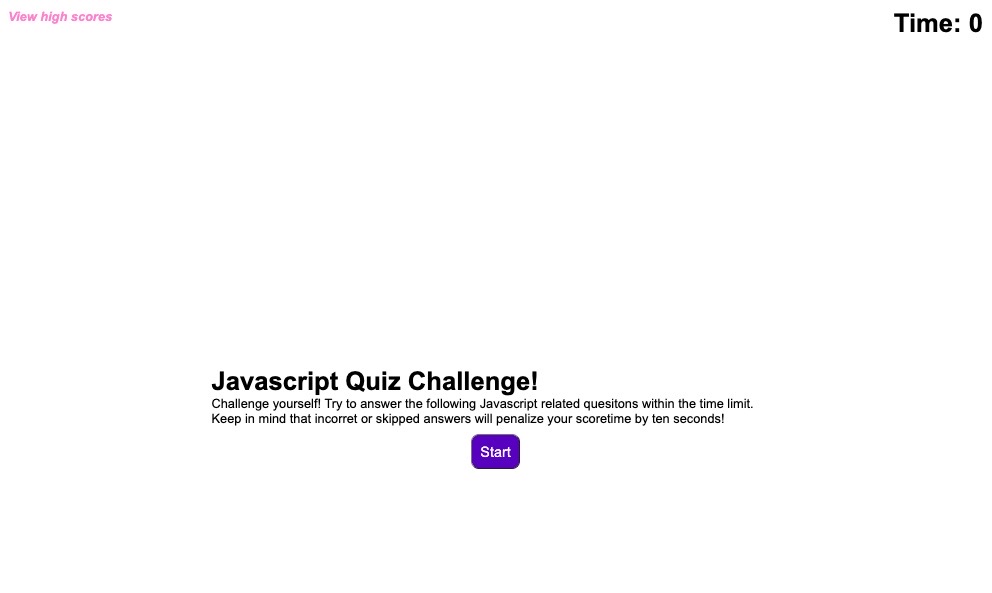 View high scores
Time: 0
Javascript Quiz Challenge!
Challenge yourself! Try to answer the following Javascript related quesitons within the time limit.
Keep in mind that incorret or skipped answers will penalize your scoretime by ten seconds!
Start